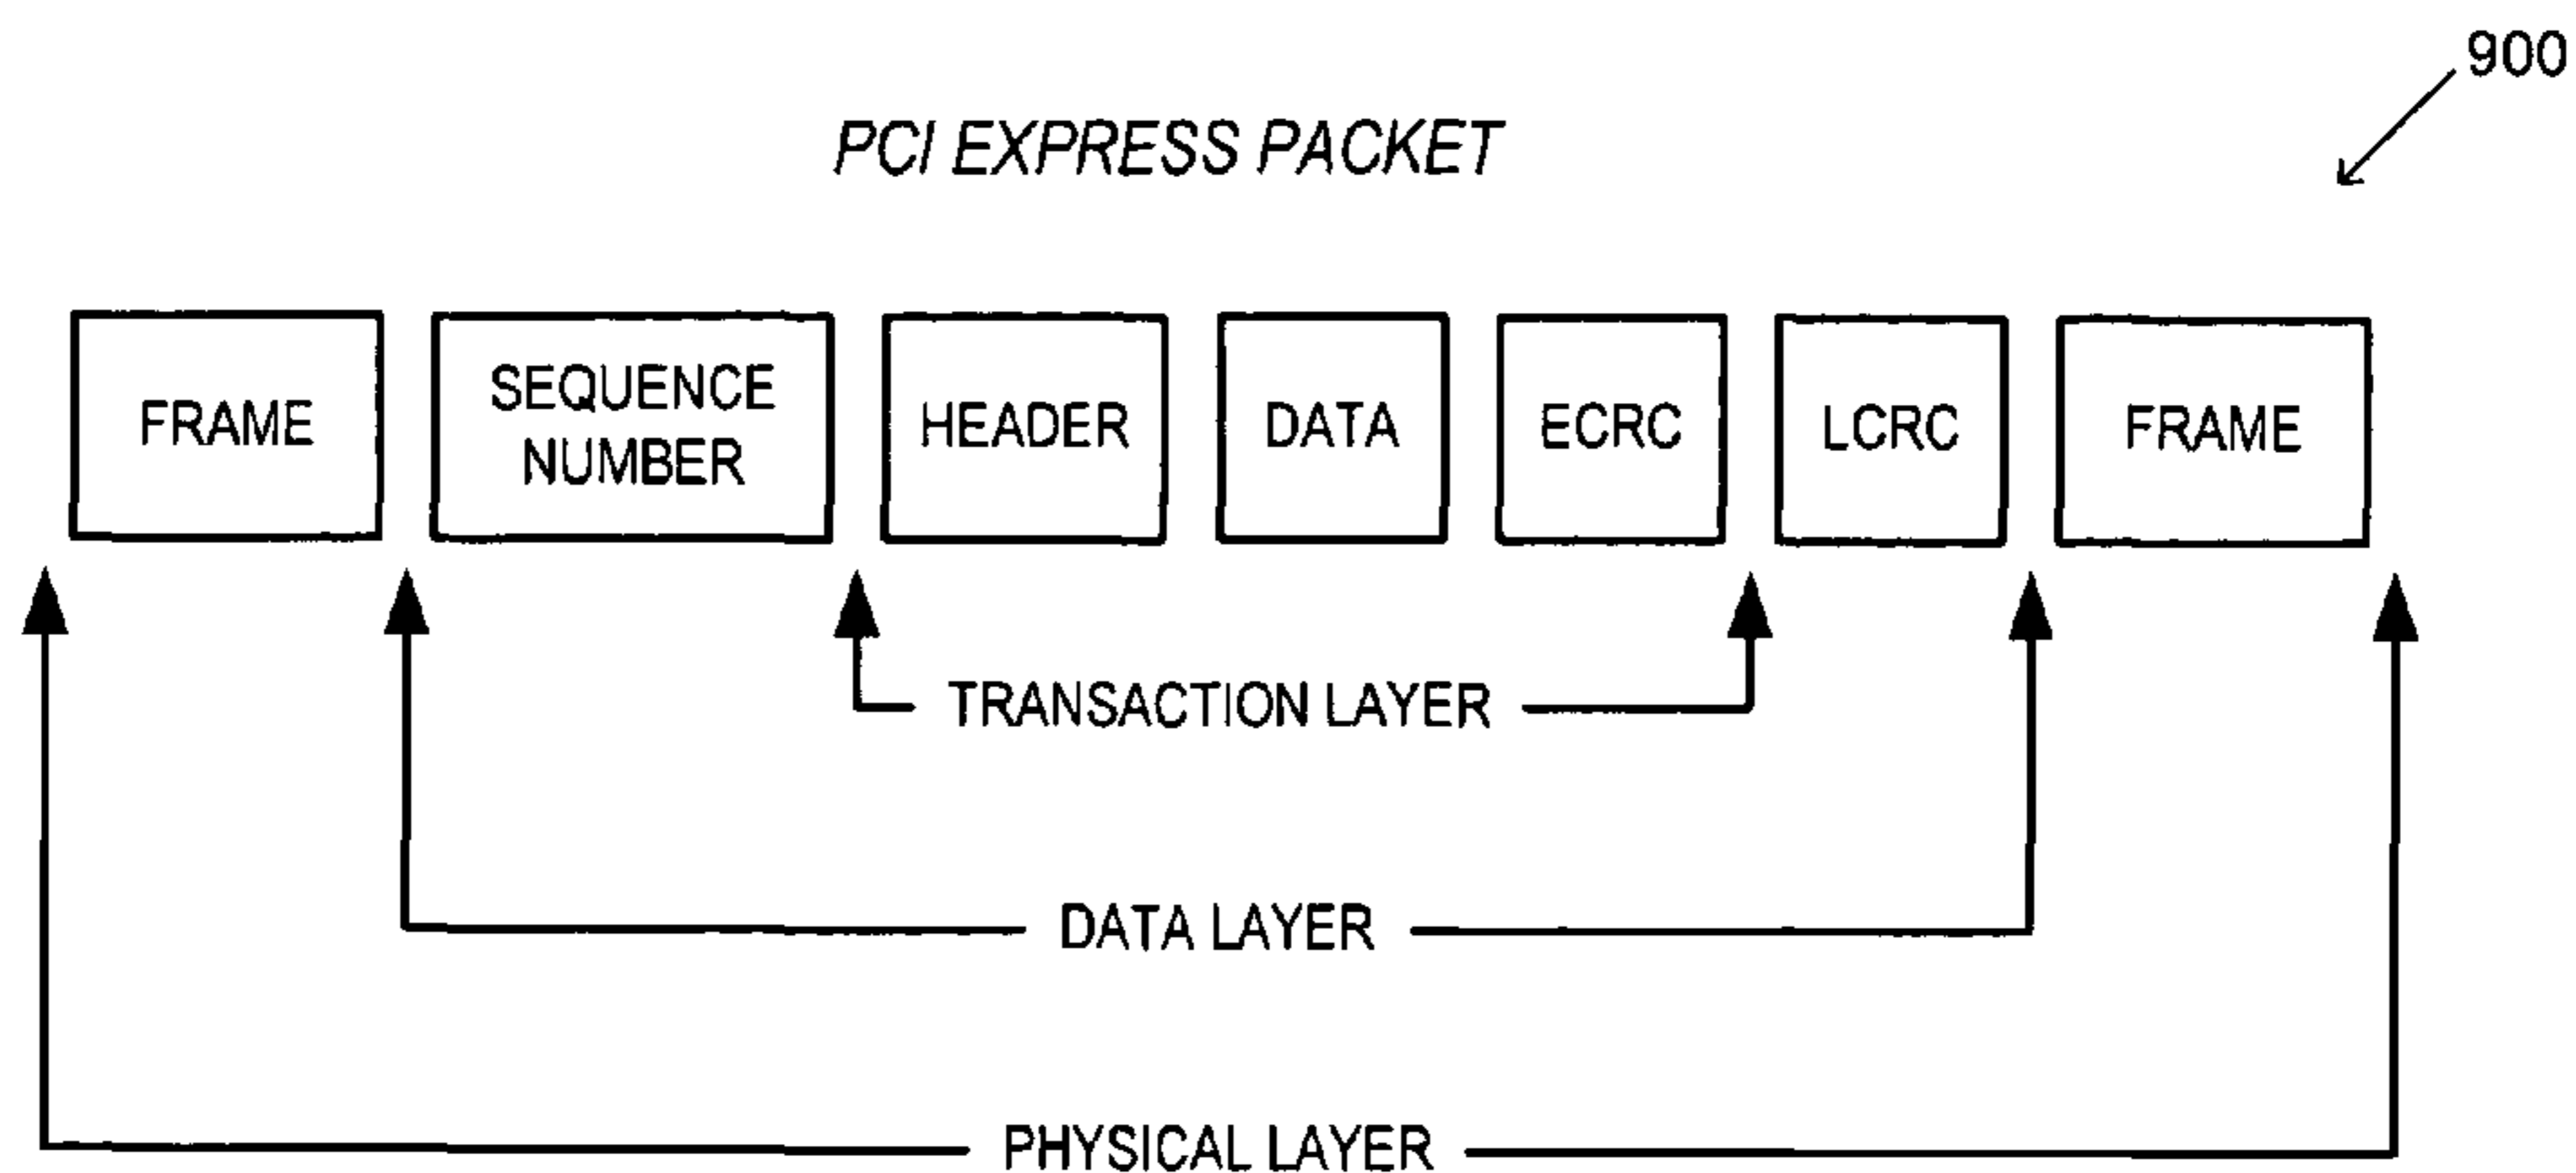 900
PCI EXPRESS PACKET
FRAME
SEQUENCE
NUMBER
HEADER
DATA
ECRC
LCRC
FRAME
TRANSACTION LAYER
DATA LAYER
PHYSICAL LAYER